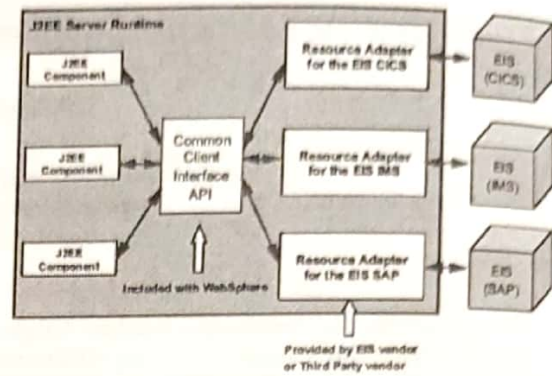 J2EE Server Runtime
J2EE
Component
J2EE
Component
J2EE
Component
Common
Client
Interface
API
Included with WebSphere
Resource Adapter
for the EIS CICS
Resource Adapter
for the EIS IMS
Resource Adapter
for the EIS SAP
Provided by EIS vendor
or Third Party vendor
EIS
(CICS)
EIS
(IMS)
EIS
(SAP)